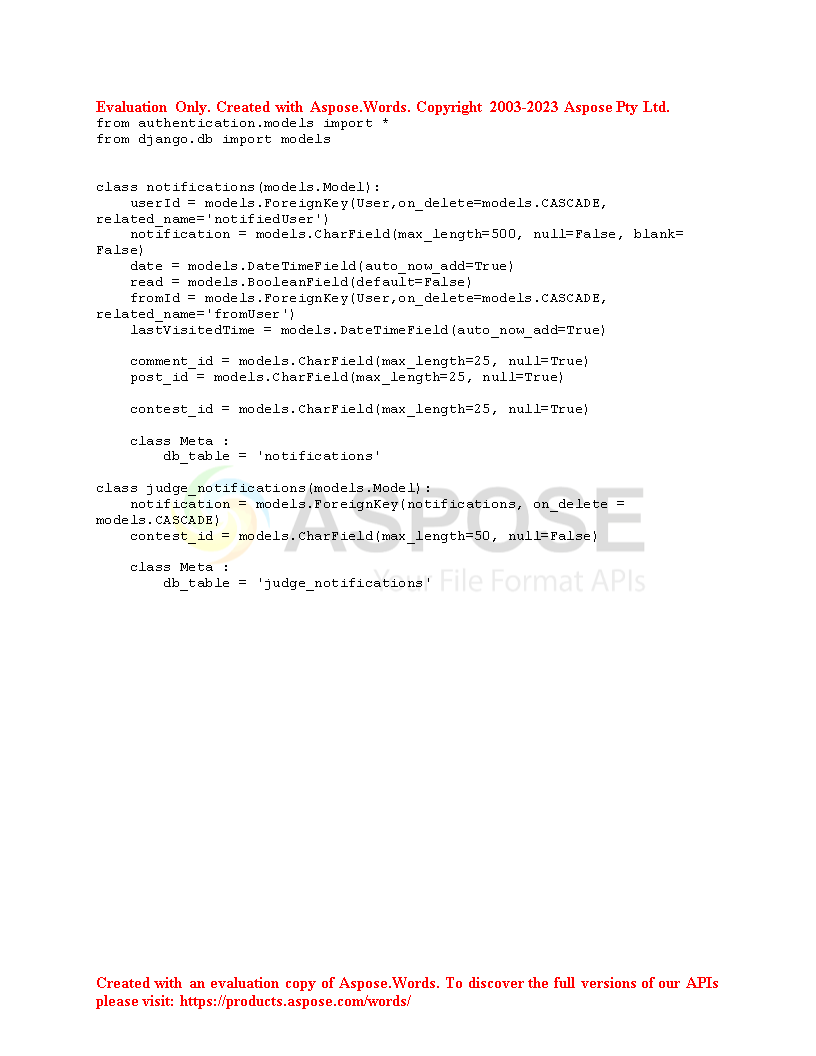 Evaluation Only. Created with Aspose.Words. Copyright 2003-2023 Aspose Pty Ltd.
from authentication.models import *
from django.db import models
class notifications(models.Model):
    userId = models.ForeignKey(User,on_delete=models.CASCADE,
related_name='notifiedUser')
    notification = models.CharField(max_length=500, null=False, blank=
False)
    date = models.DateTimeField(auto_now_add=True)
    read = models.BooleanField(default=False)
    fromId = models.ForeignKey(User,on_delete=models.CASCADE,
related_name='fromUser')
    lastVisitedTime = models.DateTimeField(auto_now_add=True)
    comment_id = models.CharField(max_length=25, null=True)
    post_id = models.CharField(max_length=25, null=True)
    contest_id = models.CharField(max_length=25, null=True)
    class Meta :
        db_table = 'notifications'
class judge_notifications(models.Model):
    notification = models.ForeignKey(notifications, on_delete =
models.CASCADE)
    contest_id = models.CharField(max_length=50, null=False)
    class Meta :
        db_table = 'judge_notifications'
ASPOSE
Your File Format APIs
Created with an evaluation copy of Aspose.Words. To discover the full versions of our APIs
please visit: https://products.aspose.com/words/